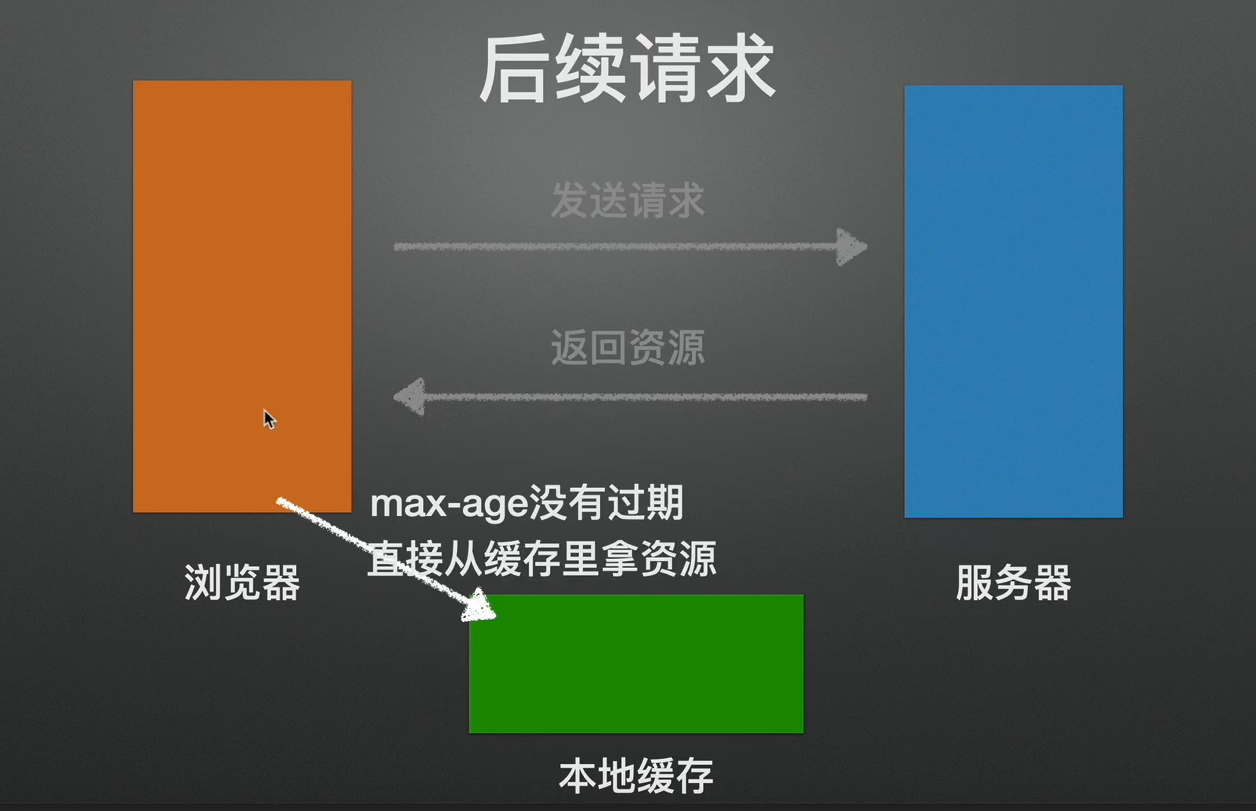 后续请求
发送请求
返回资源
max-age没有过期
直接从缓存里拿资源
浏览器
服务器
本地缓存